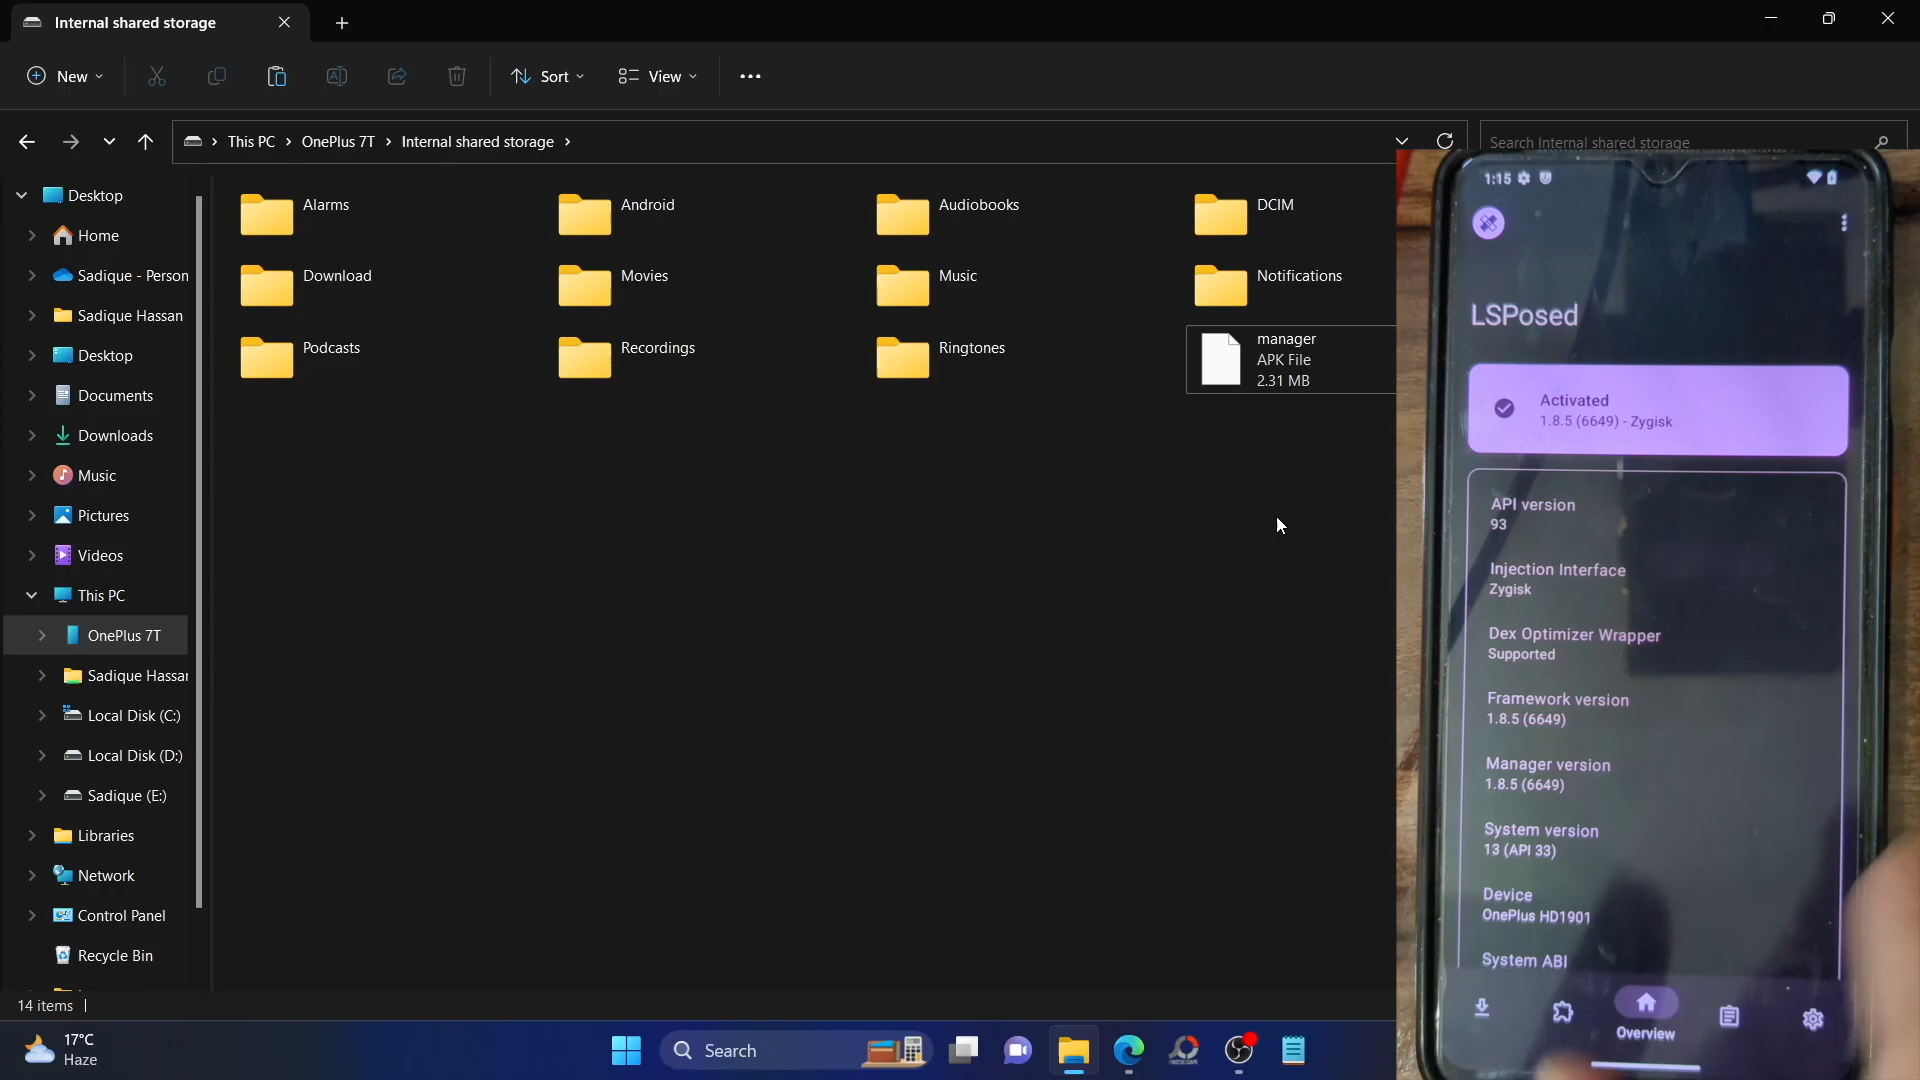 Internal shared storage
New
Sort
View
This PC
OnePlus 7T
Internal shared storage
Search Internal shared storage
Desktop
Home
Sadique - Person
Sadique Hassan
Desktop
Documents
Downloads
Music
Pictures
Videos
This PC
OnePlus 7T
Sadique Hassan
Local Disk (C:)
Local Disk (D:)
Sadique (E:)
Libraries
Network
Control Panel
Recycle Bin
Alarms
Android
Audiobooks
DCIM
Download
Movies
Music
Notifications
Podcasts
Recordings
Ringtones
manager
APK File
2.31 MB
14 items
17°C
Haze
Search
1:15
LSPosed
Activated
1.8.5 (6649) - Zygisk
API version
93
Injection Interface
Zygisk
Dex Optimizer Wrapper
Supported
Framework version
1.8.5 (6649)
Manager version
1.8.5 (6649)
System version
13 (API 33)
Device
OnePlus HD1901
System ABI
Overview